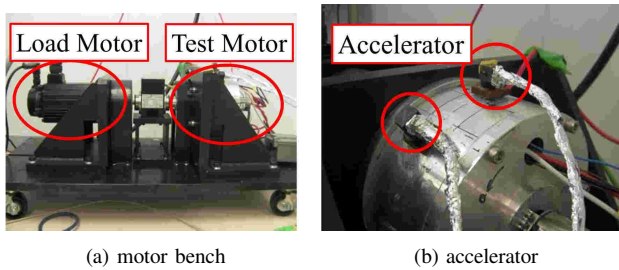 Load Motor
Test Motor
Accelerator
(a) motor bench
(b) accelerator